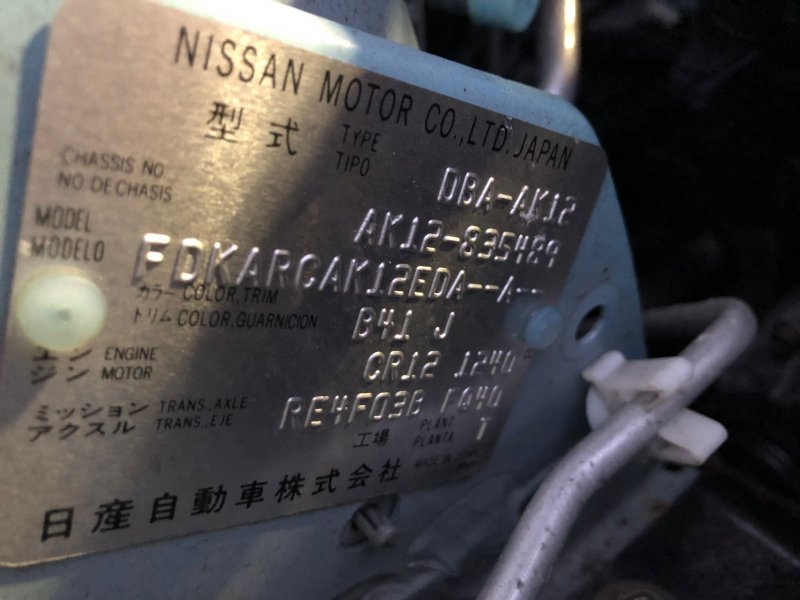 NISSAN MOTOR CO.,LTD. JAPAN
型式 TYPE TIPO DBA-AK12
CHASSIS NO
NO DE CHASIS AK12-835489
MODEL
MODELO FDKARCAK12EDA--A--
カラー COLOR,TRIM
トリム COLOR,GUARNICION B41 J
エン ENGINE
ジン MOTOR CR12 1240
ミッション TRANS.,AXLE
アクスル TRANS.,EJE RE4F03B FQ40
工場 PLANT
PLANTA 1
日産自動車株式会社 MADE IN